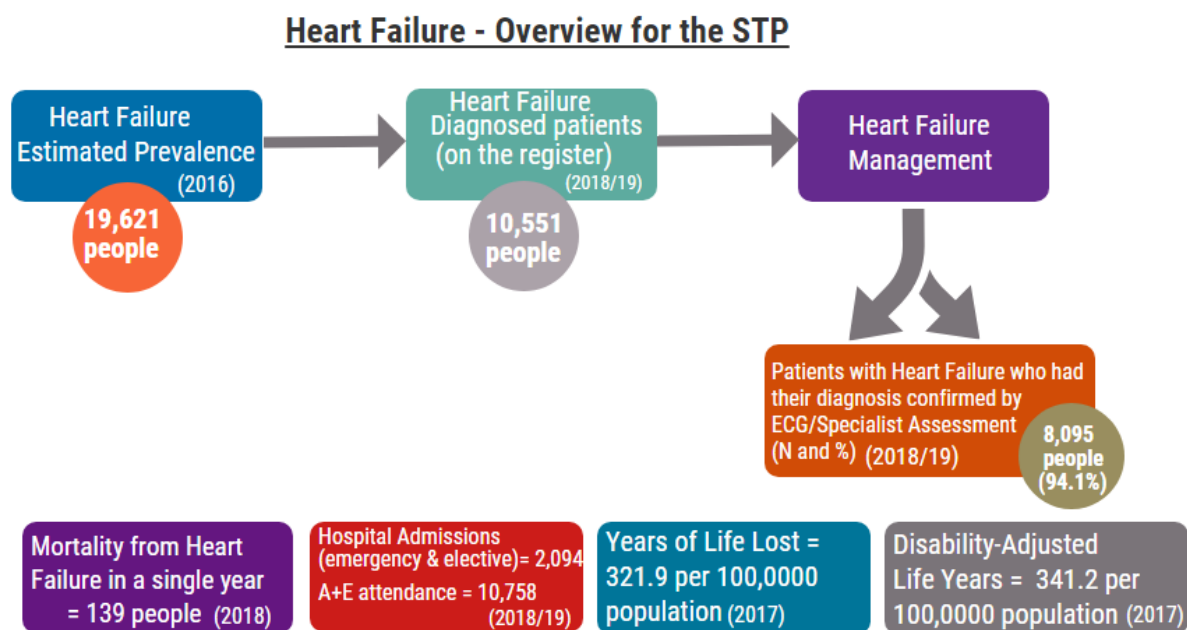 Heart Failure - Overview for the STP
Heart Failure
Estimated Prevalence
(2016)
19,621
people
Heart Failure
Diagnosed patients
(on the register)
(2018/19)
10,551
people
Heart Failure
Management
Patients with Heart Failure who had
their diagnosis confirmed by
ECG/Specialist Assessment
(N and %) (2018/19)
8,095
people
(94.1%)
Mortality from Heart
Failure in a single year
= 139 people (2018)
Hospital Admissions
(emergency & elective)= 2,094
A+E attendance = 10,758
(2018/19)
Years of Life Lost =
321.9 per 100,0000
population (2017)
Disability-Adjusted
Life Years = 341.2 per
100,0000 population (2017)